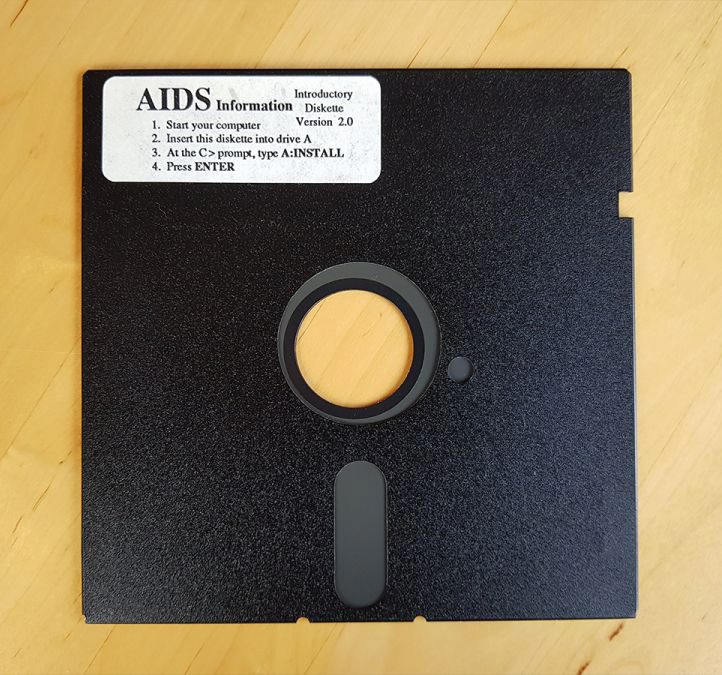 AIDS Information Introductory
Diskette
Version 2.0
1. Start your computer
2. Insert this diskette into drive A
3. At the C> prompt, type A:INSTALL
4. Press ENTER